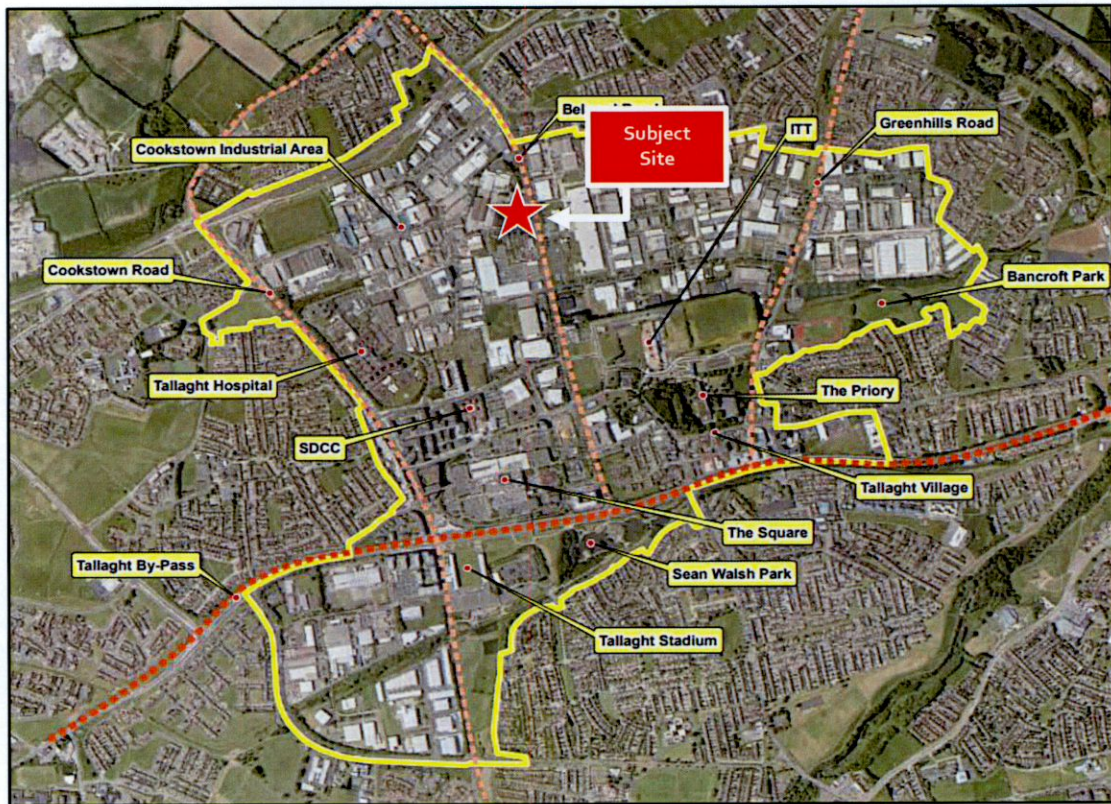 Bel
Subject
Site
ITT
Greenhills Road
Cookstown Industrial Area
Cookstown Road
Bancroft Park
Tallaght Hospital
The Priory
SDCC
Tallaght Village
The Square
Tallaght By-Pass
Sean Walsh Park
Tallaght Stadium